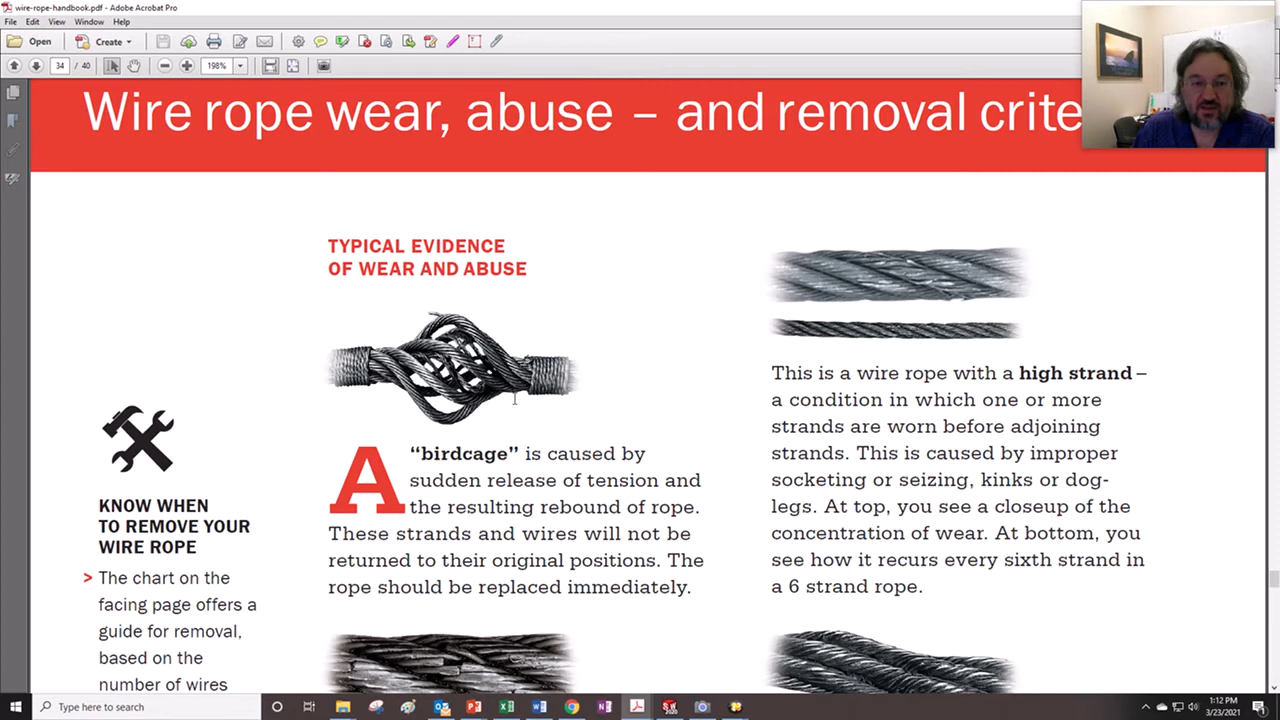 wire-rope-handbook.pdf - Adobe Acrobat Pro
File Edit View Window Help
Open Create
34 / 40 198%
Wire rope wear, abuse – and removal crite
TYPICAL EVIDENCE
OF WEAR AND ABUSE
A
“birdcage” is caused by
sudden release of tension and
the resulting rebound of rope.
These strands and wires will not be
returned to their original positions. The
rope should be replaced immediately.
This is a wire rope with a high strand –
a condition in which one or more
strands are worn before adjoining
strands. This is caused by improper
socketing or seizing, kinks or dog-
legs. At top, you see a closeup of the
concentration of wear. At bottom, you
see how it recurs every sixth strand in
a 6 strand rope.
KNOW WHEN
TO REMOVE YOUR
WIRE ROPE
> The chart on the
facing page offers a
guide for removal,
based on the
number of wires
Type here to search
1:12 PM
3/23/2021